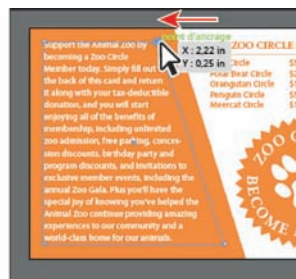 Support the Animal Zoo by
becoming a Zoo Circle
Member today. Simply fill out
the back of this card and return
it along with your tax-deductible
donation, and you will start
enjoying all of the benefits of
membership, including unlimited
zoo admission, free parking, conces-
sion discounts, birthday party and
program discounts, and invitations to
exclusive member events, including the
annual Zoo Gala. Plus you'll have the
special joy of knowing you've helped the
Animal Zoo continue providing amazing
experiences to our community and a
world-class home for our animals.
point d'ancrage
X : 2,22 in
Y : 0,25 in
ZOO CIRCLE
Circle
Polar Bear Circle
Orangutan Circle
Penguin Circle
Meercat Circle
ZOO
BECOME